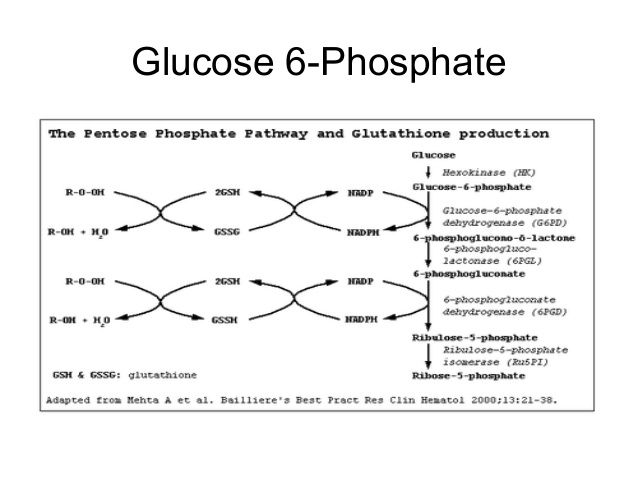 Glucose 6-Phosphate
The Pentose Phosphate Pathway and Glutathione production
Glucose
Hexokinase (HK)
Glucose-6-phosphate
R-O-OH 2GSH NADP
Glucose-6-phosphate
dehydrogenase (G6PD)
R-OH + H2O GSSG NADPH
6-phosphoglucono-δ-lactone
6-phosphogluco-
lactonase (6PGL)
6-phosphogluconate
R-O-OH 2GSH NADP
6-phosphogluconate
dehydrogenase (6PGD)
R-OH + H2O GSSH NADPH
Ribulose-5-phosphate
Ribulose-5-phosphate
isomerase (Ru5PI)
GSH & GSSG: glutathione
Ribose-5-phosphate
Adapted from Mehta A et al. Bailliere's Best Pract Res Clin Hematol 2000;13:21-38.